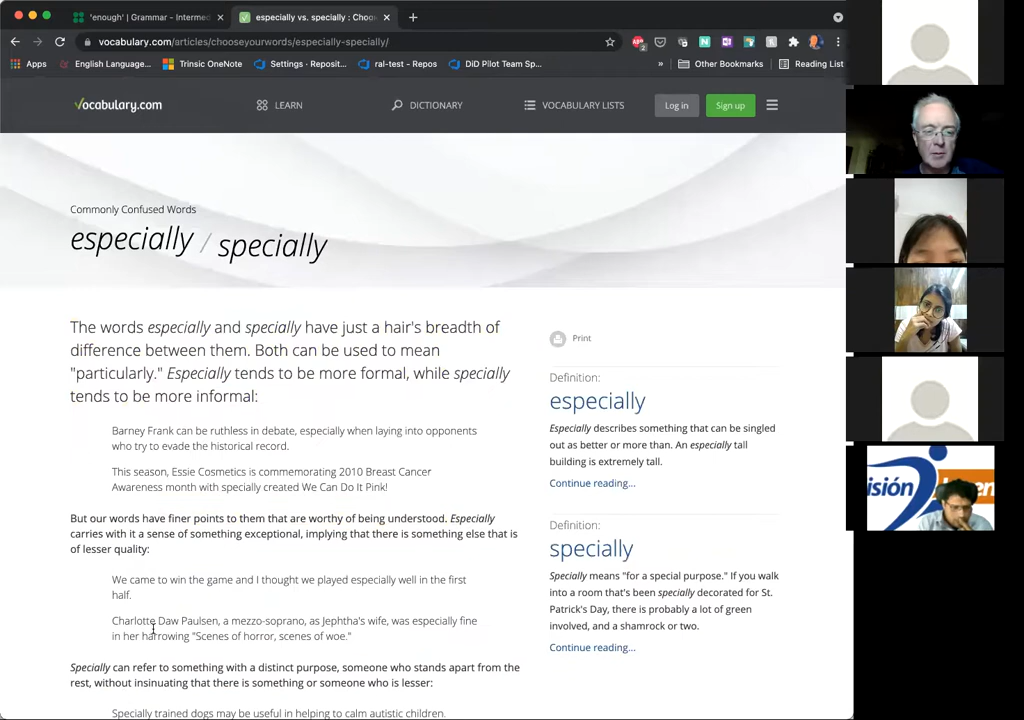 'enough' | Grammar - Intermed
especially vs. specially : Choo
vocabulary.com/articles/chooseyourwords/especially-specially/
Apps
English Language...
Trinsic OneNote
Settings · Reposit...
ral-test - Repos
DiD Pilot Team Sp...
»
Other Bookmarks
Reading List
Vocabulary.com
LEARN
DICTIONARY
VOCABULARY LISTS
Log in
Sign up
Commonly Confused Words
especially / specially
The words especially and specially have just a hair's breadth of
difference between them. Both can be used to mean
"particularly." Especially tends to be more formal, while specially
tends to be more informal:
Barney Frank can be ruthless in debate, especially when laying into opponents
who try to evade the historical record.
This season, Essie Cosmetics is commemorating 2010 Breast Cancer
Awareness month with specially created We Can Do It Pink!
But our words have finer points to them that are worthy of being understood. Especially
carries with it a sense of something exceptional, implying that there is something else that is
of lesser quality:
We came to win the game and I thought we played especially well in the first
half.
Charlotte Daw Paulsen, a mezzo-soprano, as Jephtha's wife, was especially fine
in her harrowing "Scenes of horror, scenes of woe."
Specially can refer to something with a distinct purpose, someone who stands apart from the
rest, without insinuating that there is something or someone who is lesser:
Specially trained dogs may be useful in helping to calm autistic children.
Print
Definition:
especially
Especially describes something that can be singled
out as better or more than. An especially tall
building is extremely tall.
Continue reading...
Definition:
specially
Specially means "for a special purpose." If you walk
into a room that's been specially decorated for St.
Patrick's Day, there is probably a lot of green
involved, and a shamrock or two.
Continue reading...
isión